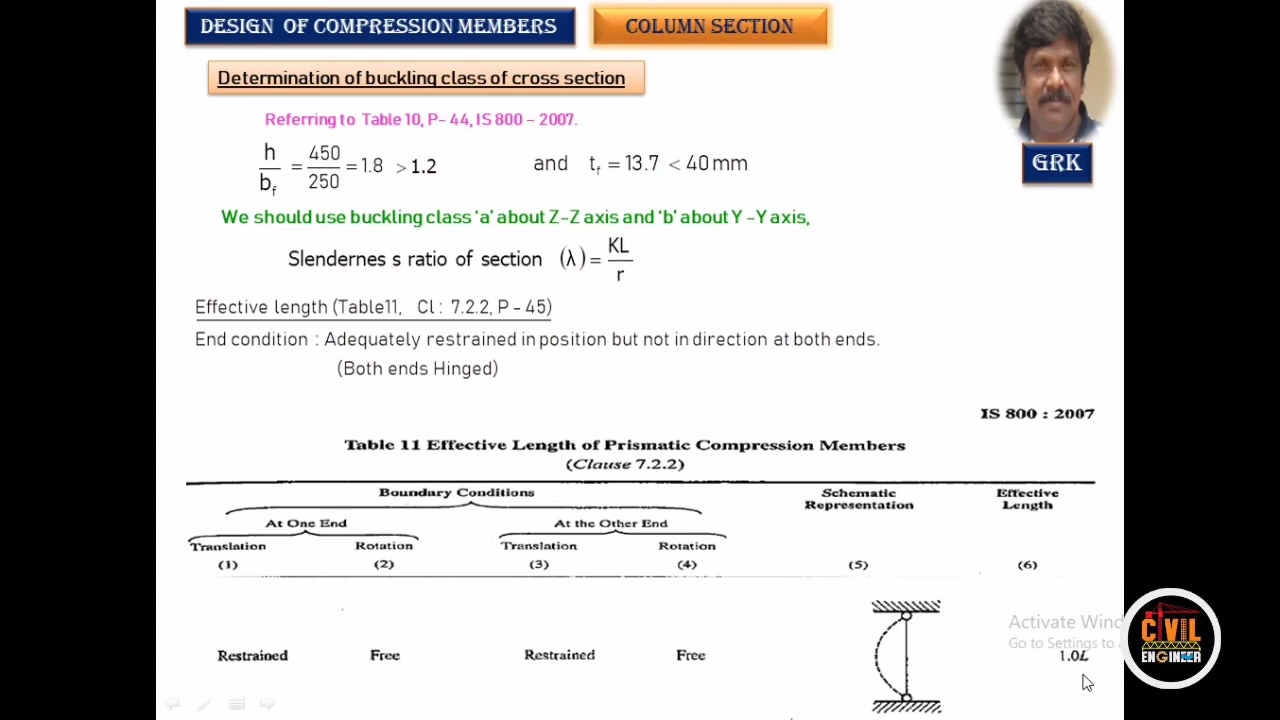 DESIGN OF COMPRESSION MEMBERS
COLUMN SECTION
Determination of buckling class of cross section
Referring to Table 10, P- 44, IS 800 – 2007.
h/b_f = 450/250 = 1.8 > 1.2 and t_f = 13.7 < 40 mm
GRK
We should use buckling class ‘a’ about Z-Z axis and ‘b’ about Y -Y axis,
Slendernes s ratio of section (λ) = KL/r
Effective length (Table11, Cl : 7.2.2, P - 45)
End condition : Adequately restrained in position but not in direction at both ends.
(Both ends Hinged)
IS 800 : 2007
Table 11 Effective Length of Prismatic Compression Members
(Clause 7.2.2)
Boundary Conditions
Schematic Representation
Effective Length
At One End
At the Other End
Translation Rotation Translation Rotation
(1) (2) (3) (4) (5) (6)
Restrained Free Restrained Free 1.0L
Activate Wind
Go to Settings to
CIVIL
ENGINEER